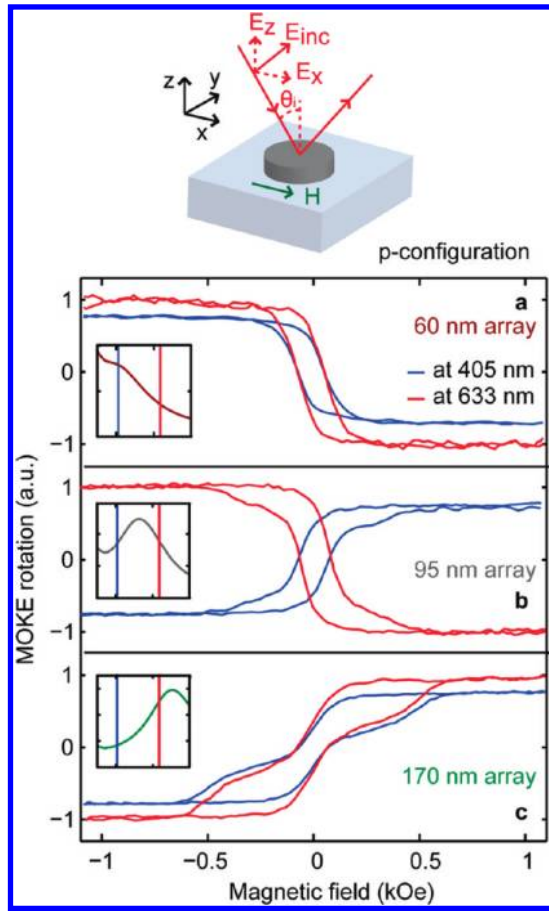 E_z E_inc
E_x
z y
x
θ_i
H
p-configuration
a
60 nm array
at 405 nm
at 633 nm
1
0
−1
b
95 nm array
1
0
−1
c
170 nm array
1
0
−1
MOKE rotation (a.u.)
−1 −0.5 0 0.5 1
Magnetic field (kOe)